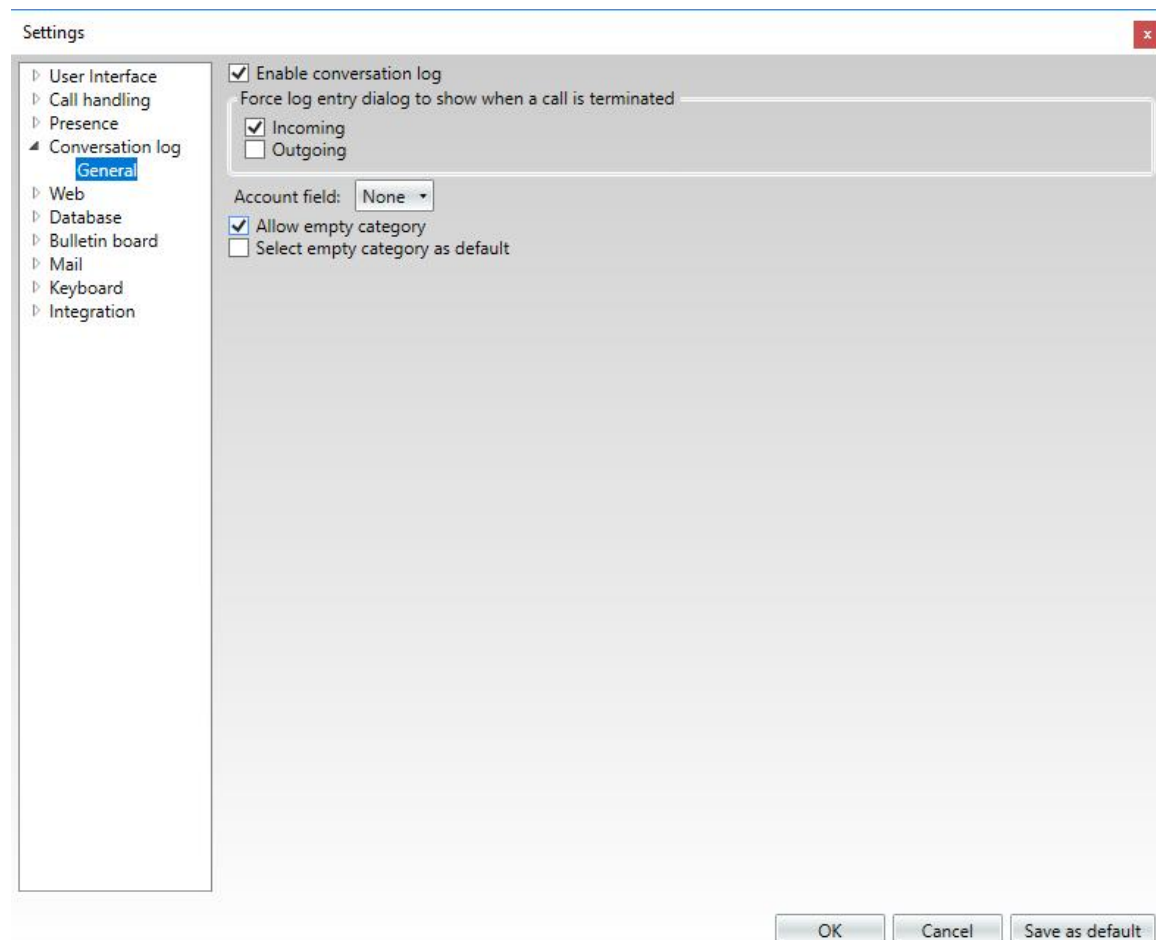 Settings
x
User Interface
Call handling
Presence
Conversation log
General
Web
Database
Bulletin board
Mail
Keyboard
Integration
Enable conversation log
Force log entry dialog to show when a call is terminated
Incoming
Outgoing
Account field: None
Allow empty category
Select empty category as default
OK Cancel Save as default